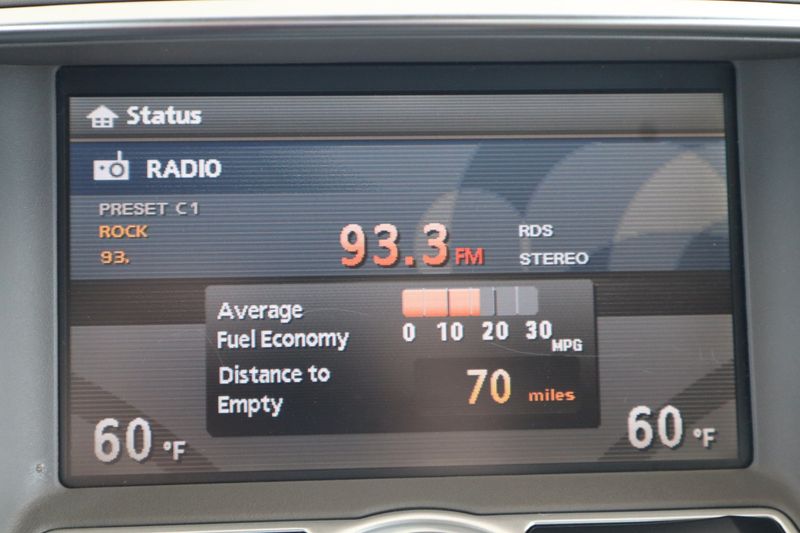 Status
RADIO
PRESET C1
ROCK
93.
93.3 FM
RDS
STEREO
Average
Fuel Economy
0 10 20 30 MPG
Distance to
Empty
70 miles
60 °F
60 °F